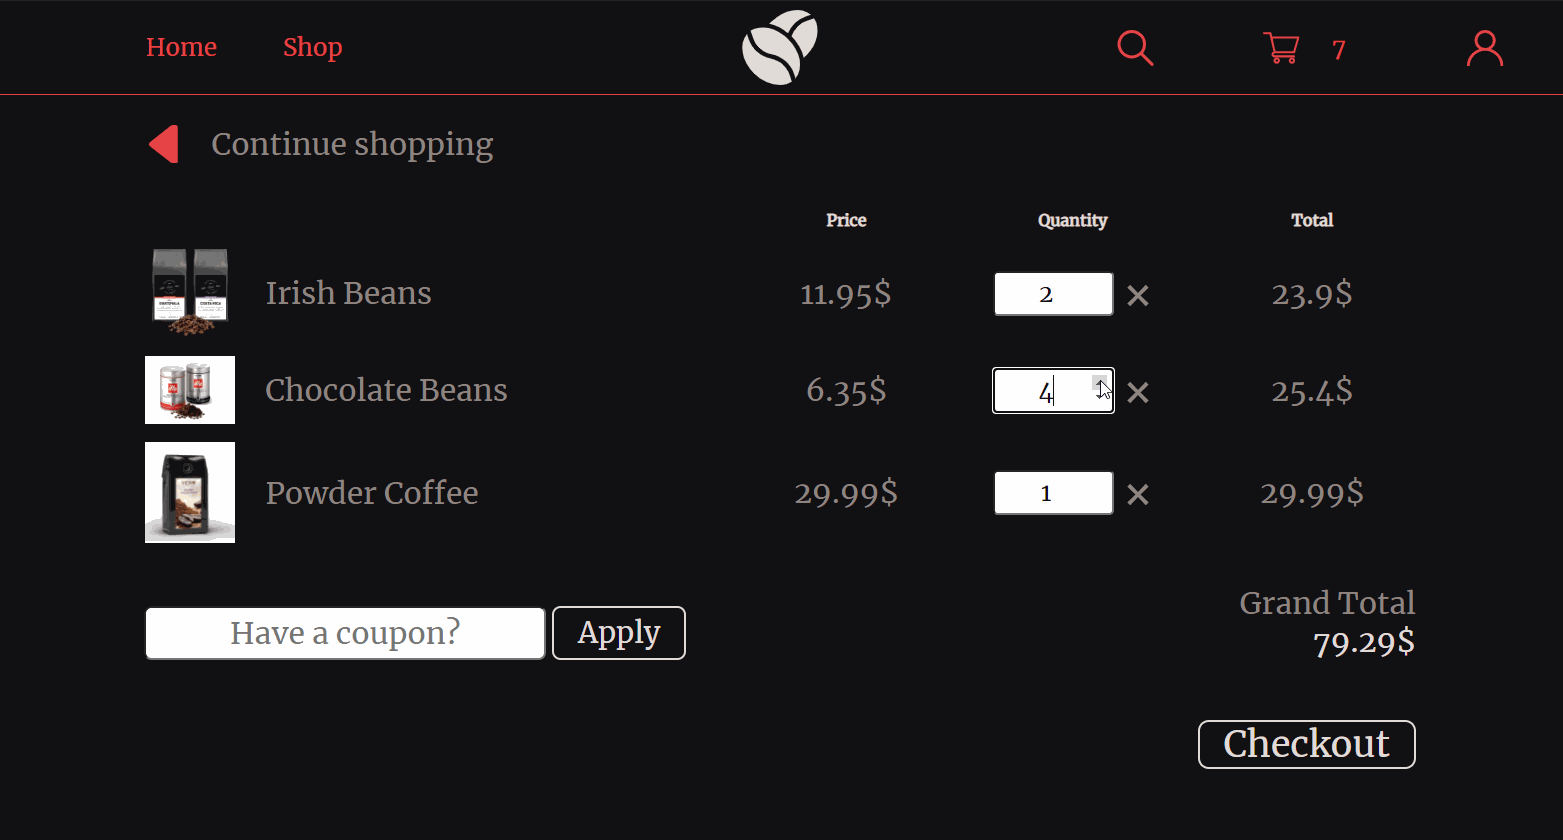 Home Shop 7
Continue shopping
Price Quantity Total
Irish Beans 11.95$ 2 23.9$
Chocolate Beans 6.35$ 4 25.4$
Powder Coffee 29.99$ 1 29.99$
Grand Total
79.29$
Have a coupon? Apply
Checkout